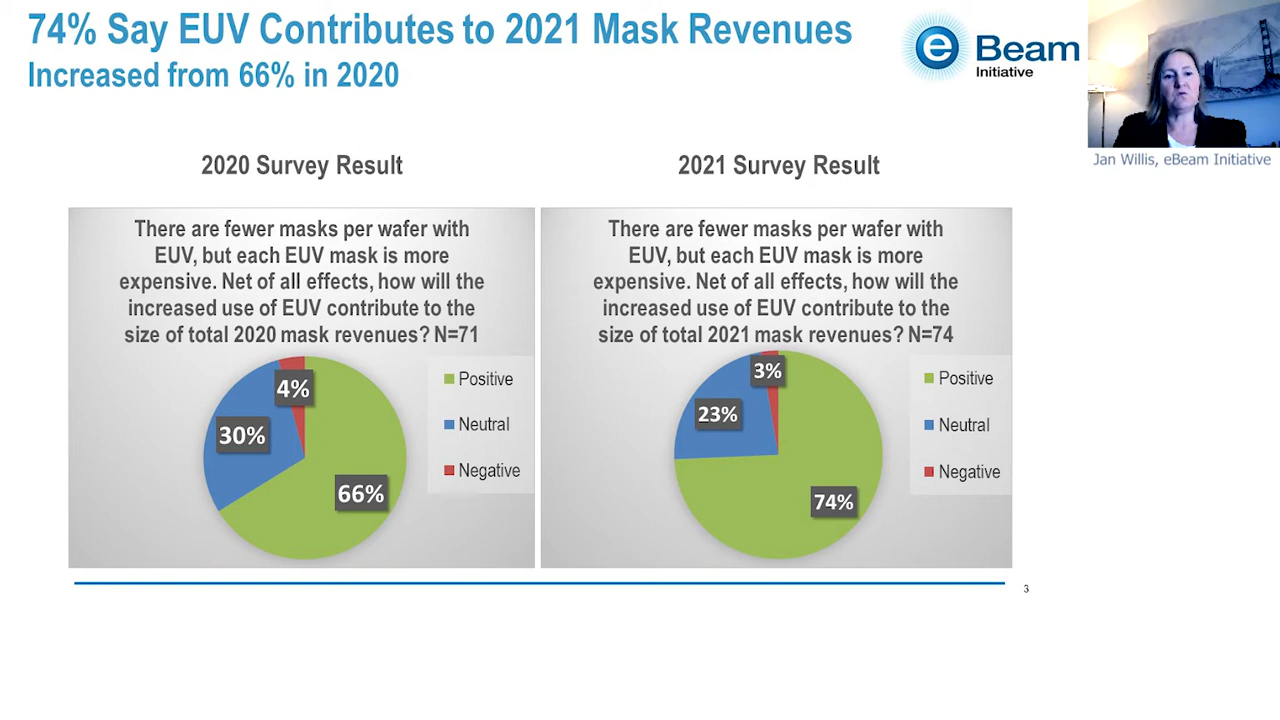 74% Say EUV Contributes to 2021 Mask Revenues
Increased from 66% in 2020
e Beam
Initiative
Jan Willis, eBeam Initiative
2020 Survey Result
There are fewer masks per wafer with
EUV, but each EUV mask is more
expensive. Net of all effects, how will the
increased use of EUV contribute to the
size of total 2020 mask revenues? N=71
4%
30%
66%
Positive
Neutral
Negative
2021 Survey Result
There are fewer masks per wafer with
EUV, but each EUV mask is more
expensive. Net of all effects, how will the
increased use of EUV contribute to the
size of total 2021 mask revenues? N=74
3%
23%
74%
Positive
Neutral
Negative
3